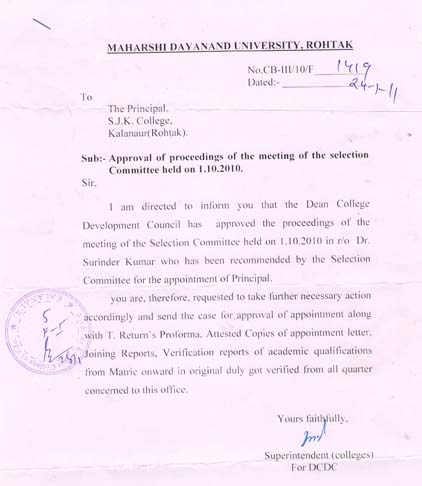 MAHARSHI DAYANAND UNIVERSITY, ROHTAK
No.CB-III/10/F 1419
Dated:- 24-1-11
To
The Principal,
S.J.K. College,
Kalanaur(Rohtak).
Sub:- Approval of proceedings of the meeting of the selection
Committee held on 1.10.2010.
Sir,
I am directed to inform you that the Dean College
Development Council has approved the proceedings of the
meeting of the Selection Committee held on 1.10.2010 in r/o Dr.
Surinder Kumar who has been recommended by the Selection
Committee for the appointment of Principal.
you are, therefore, requested to take further necessary action
accordingly and send the case for approval of appointment along
with T. Return's Proforma, Attested Copies of appointment letter,
Joining Reports, Verification reports of academic qualifications
from Matric onward in original duly got verified from all quarter
concerned to this office.
Yours faithfully,
Superintendent (colleges)
For DCDC